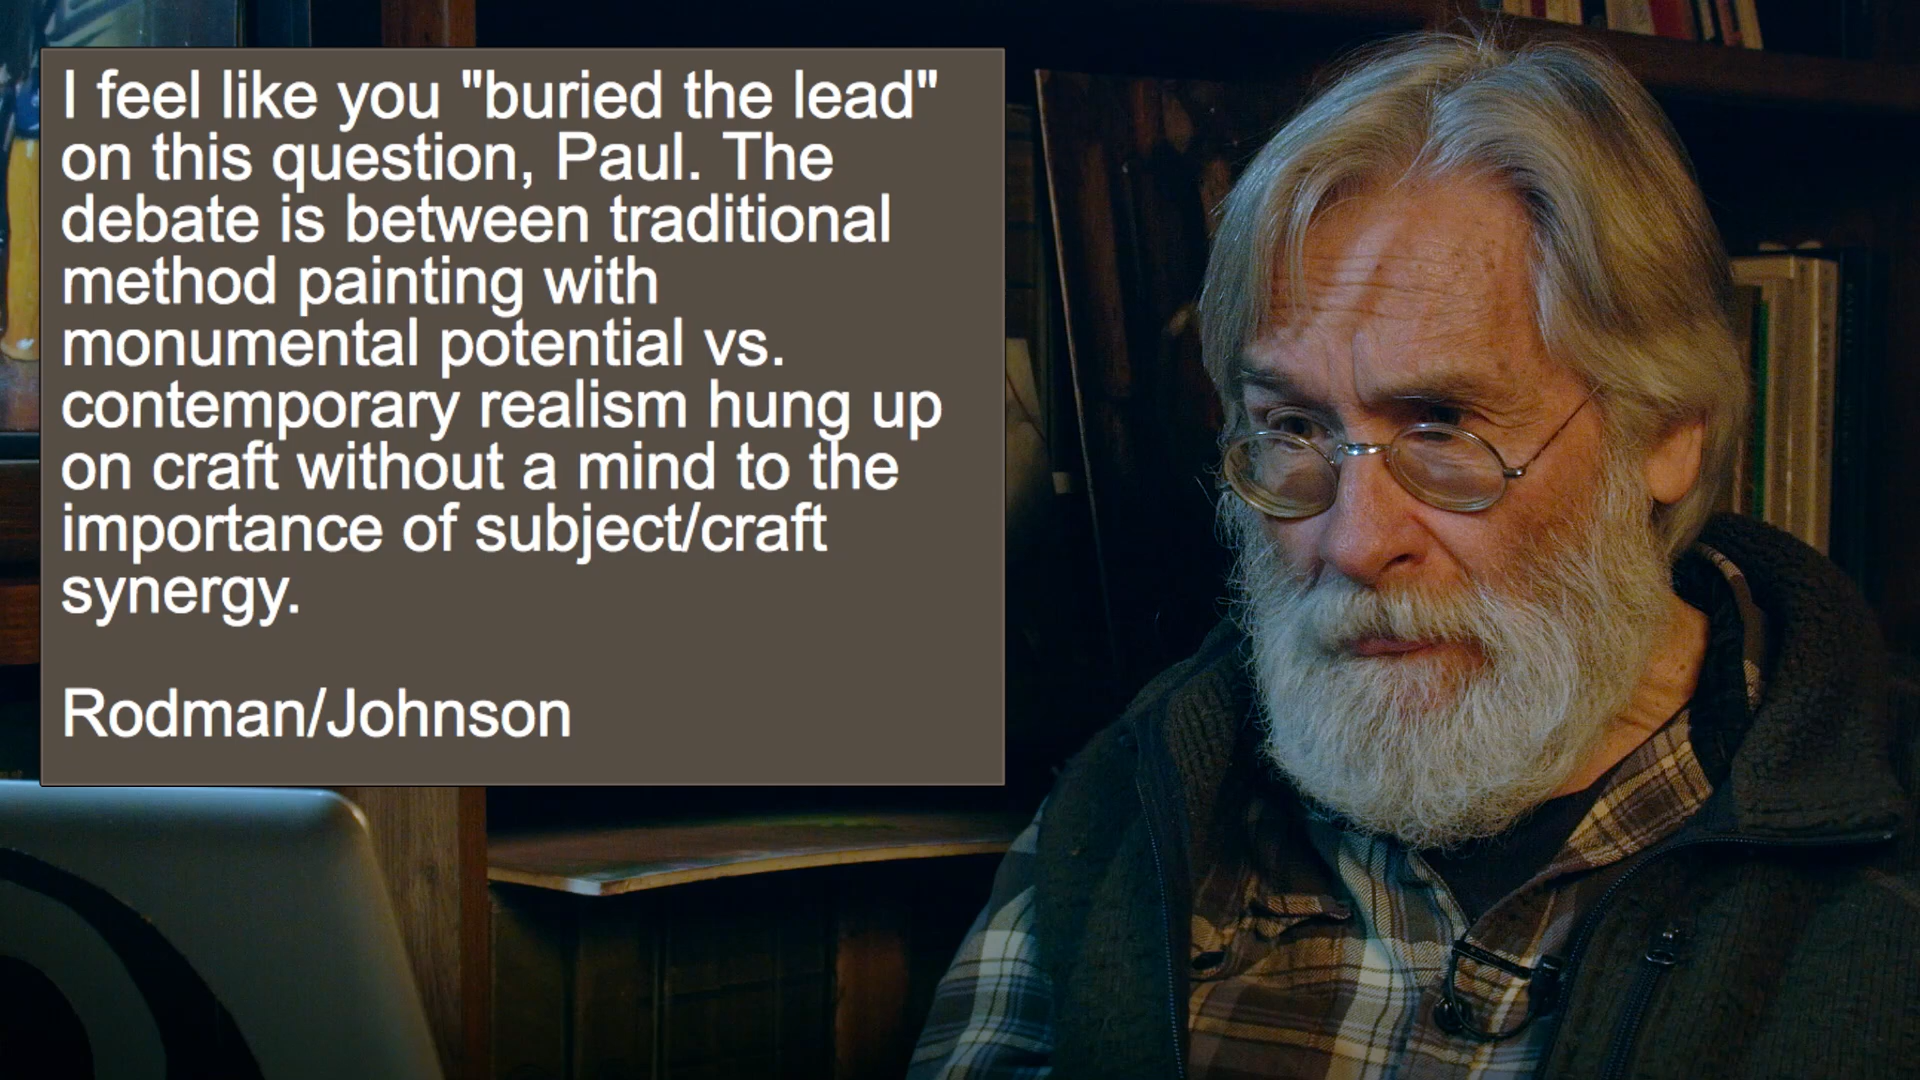 I feel like you "buried the lead"
on this question, Paul. The
debate is between traditional
method painting with
monumental potential vs.
contemporary realism hung up
on craft without a mind to the
importance of subject/craft
synergy.
Rodman/Johnson